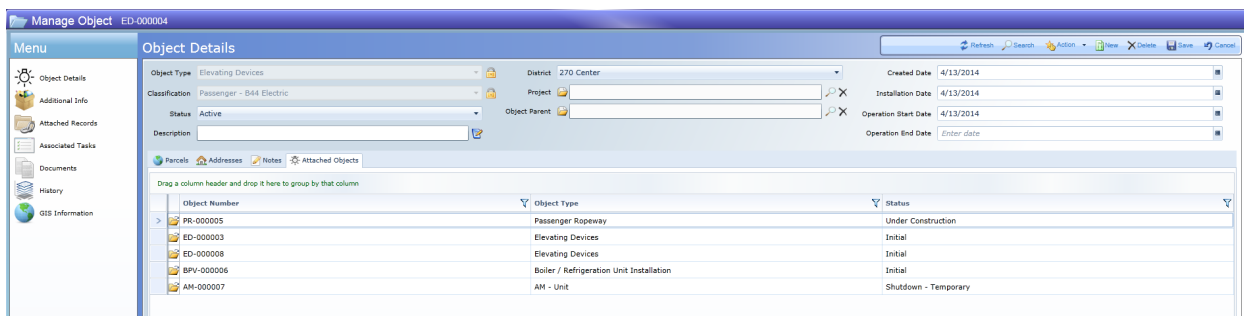 Manage Object ED-000004
Menu
Object Details
Refresh Search Action New Delete Save Cancel
Object Details
Additional Info
Attached Records
Associated Tasks
Documents
History
GIS Information
Object Type Elevating Devices District 270 Center Created Date 4/13/2014
Classification Passenger - B44 Electric Project Installation Date 4/13/2014
Status Active Object Parent Operation Start Date 4/13/2014
Description Operation End Date Enter date
Parcels Addresses Notes Attached Objects
Drag a column header and drop it here to group by that column
Object Number Object Type Status
> PR-000005 Passenger Ropeway Under Construction
ED-000003 Elevating Devices Initial
ED-000008 Elevating Devices Initial
BPV-000006 Boiler / Refrigeration Unit Installation Initial
AM-000007 AM - Unit Shutdown - Temporary